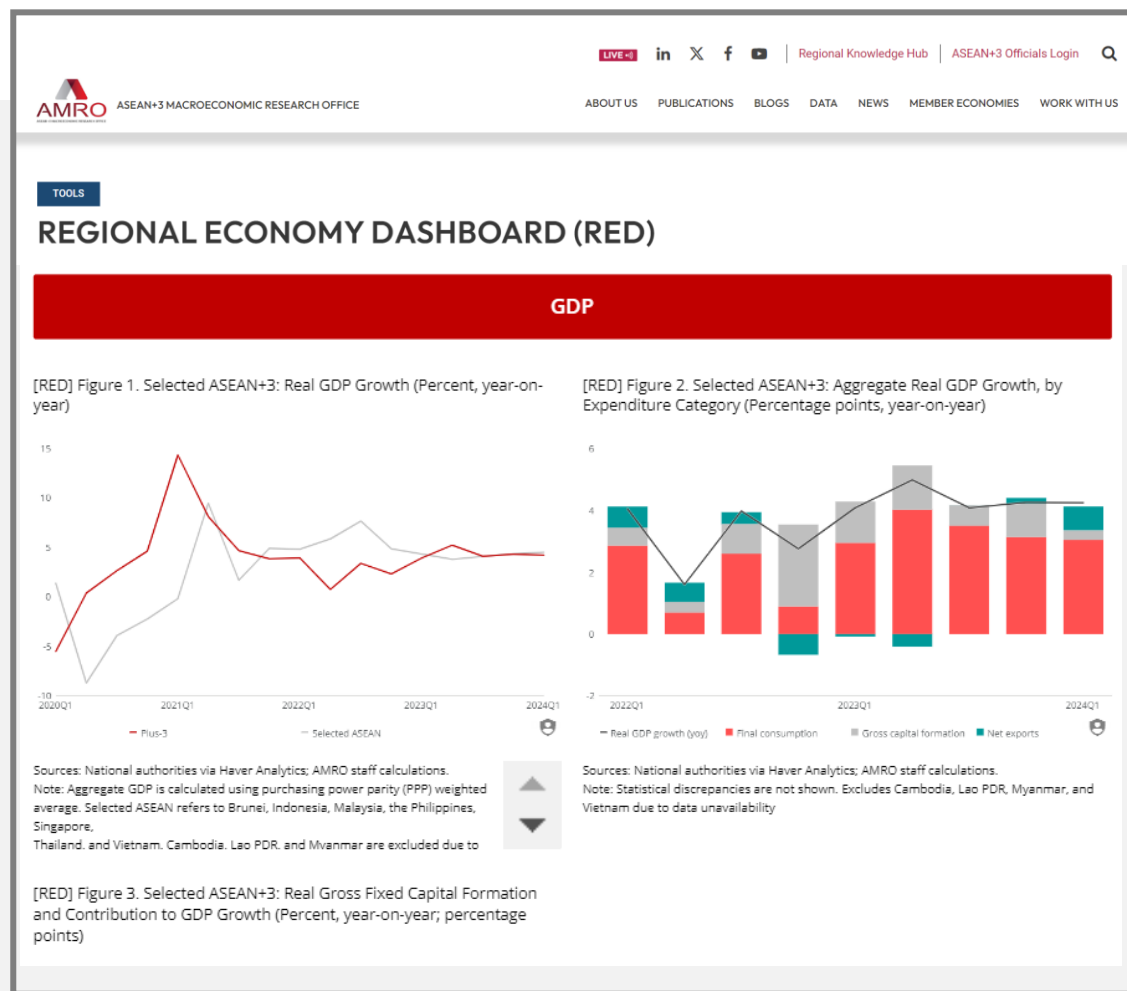 LIVE
Regional Knowledge Hub
ASEAN+3 Officials Login
AMRO
ASEAN+3 MACROECONOMIC RESEARCH OFFICE
ABOUT US PUBLICATIONS BLOGS DATA NEWS MEMBER ECONOMIES WORK WITH US
TOOLS
REGIONAL ECONOMY DASHBOARD (RED)
GDP
[RED] Figure 1. Selected ASEAN+3: Real GDP Growth (Percent, year-on-
year)
15
10
5
0
-5
-10
2020Q1 2021Q1 2022Q1 2023Q1 2024Q1
Plus-3 Selected ASEAN
Sources: National authorities via Haver Analytics; AMRO staff calculations.
Note: Aggregate GDP is calculated using purchasing power parity (PPP) weighted
average. Selected ASEAN refers to Brunei, Indonesia, Malaysia, the Philippines,
Singapore,
Thailand, and Vietnam. Cambodia, Lao PDR, and Myanmar are excluded due to
[RED] Figure 2. Selected ASEAN+3: Aggregate Real GDP Growth, by
Expenditure Category (Percentage points, year-on-year)
6
4
2
0
-2
2022Q1 2023Q1 2024Q1
Real GDP growth (yoy) Final consumption Gross capital formation Net exports
Sources: National authorities via Haver Analytics; AMRO staff calculations.
Note: Statistical discrepancies are not shown. Excludes Cambodia, Lao PDR, Myanmar, and
Vietnam due to data unavailability
[RED] Figure 3. Selected ASEAN+3: Real Gross Fixed Capital Formation
and Contribution to GDP Growth (Percent, year-on-year; percentage
points)